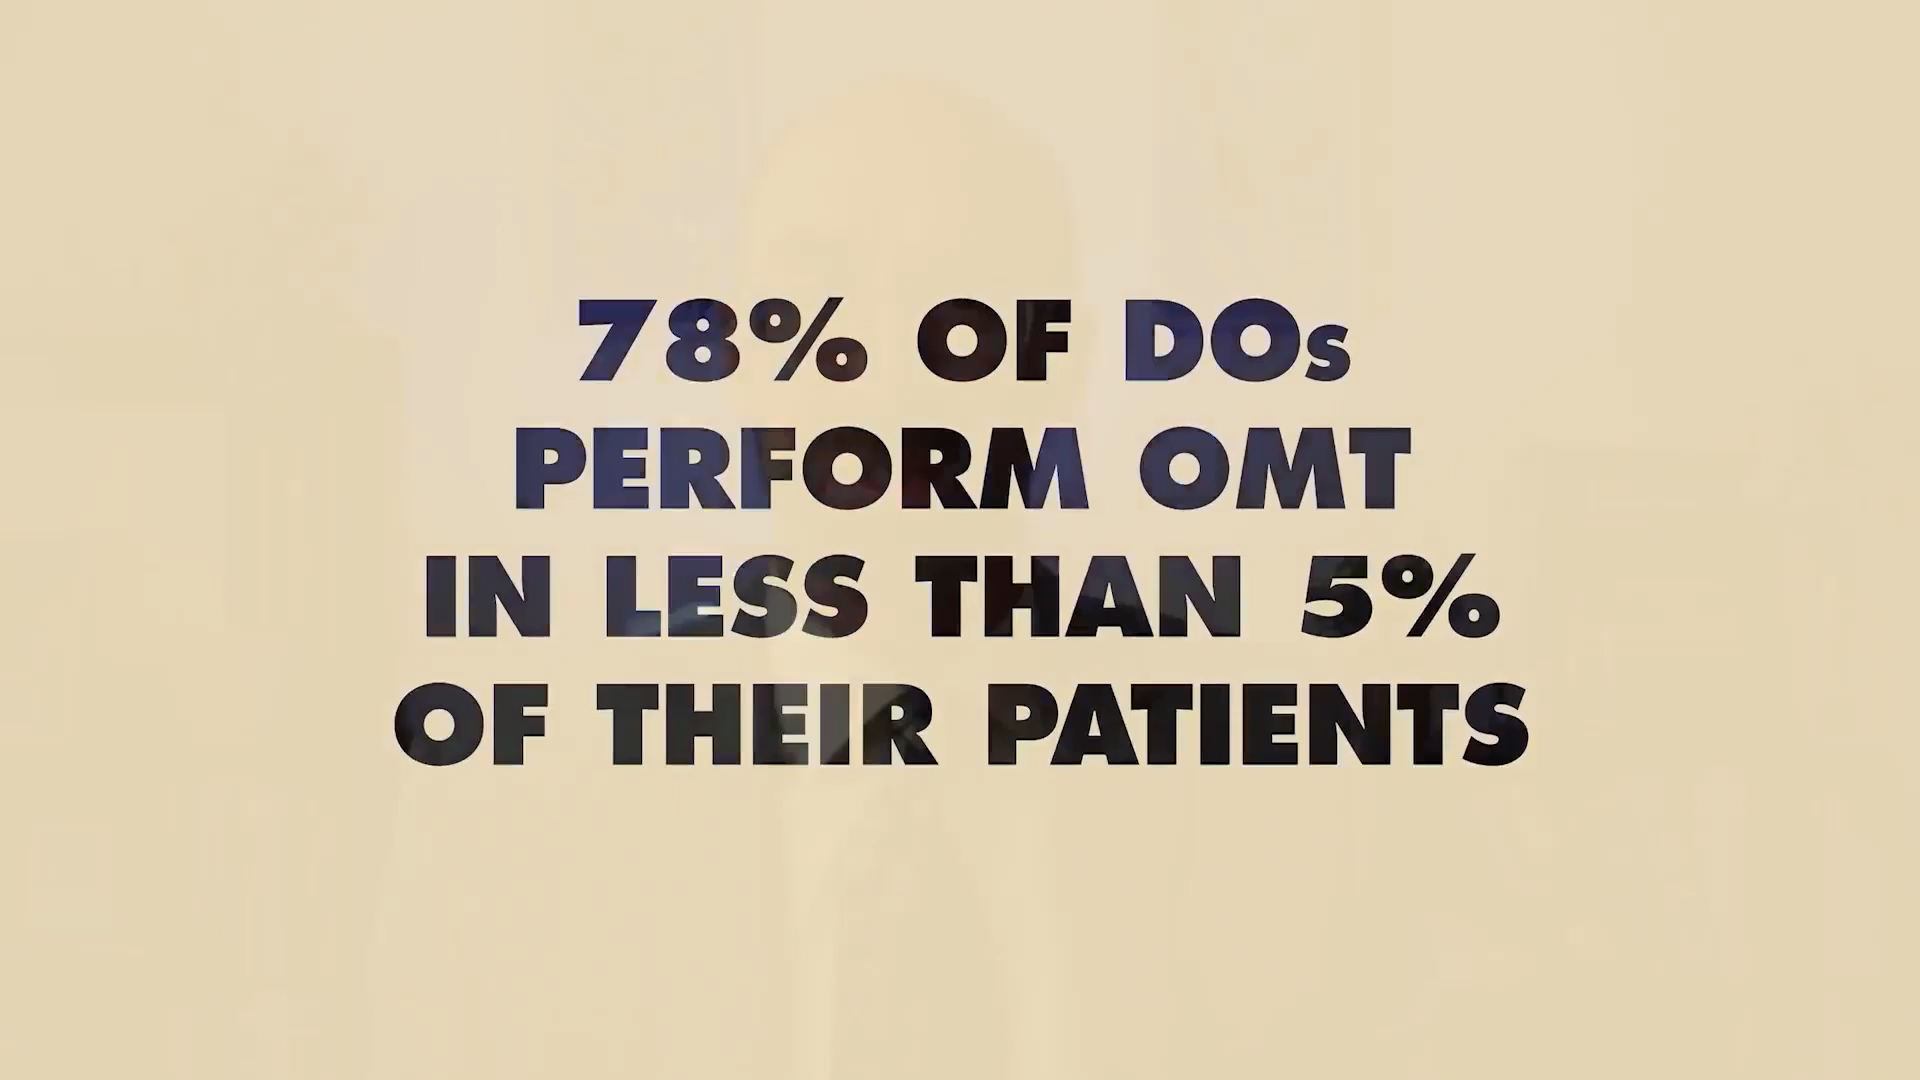 78% OF DOs
PERFORM OMT
IN LESS THAN 5%
OF THEIR PATIENTS